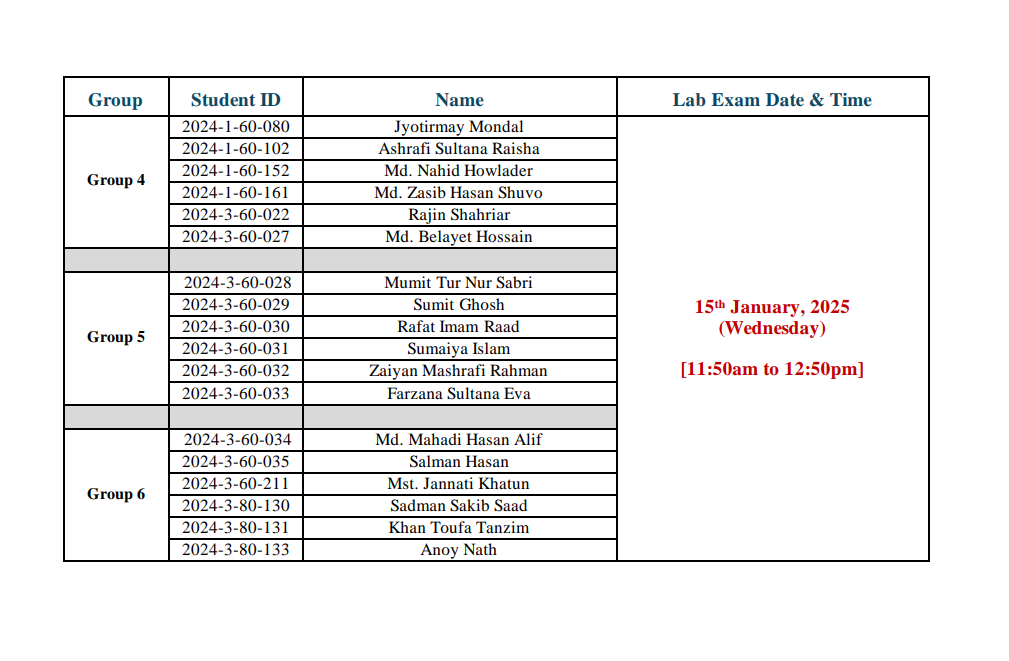 Group Student ID Name Lab Exam Date & Time
Group 4
2024-1-60-080 Jyotirmay Mondal
2024-1-60-102 Ashrafi Sultana Raisha
2024-1-60-152 Md. Nahid Howlader
2024-1-60-161 Md. Zasib Hasan Shuvo
2024-3-60-022 Rajin Shahriar
2024-3-60-027 Md. Belayet Hossain
Group 5
2024-3-60-028 Mumit Tur Nur Sabri
2024-3-60-029 Sumit Ghosh
2024-3-60-030 Rafat Imam Raad
2024-3-60-031 Sumaiya Islam
2024-3-60-032 Zaiyan Mashrafi Rahman
2024-3-60-033 Farzana Sultana Eva
Group 6
2024-3-60-034 Md. Mahadi Hasan Alif
2024-3-60-035 Salman Hasan
2024-3-60-211 Mst. Jannati Khatun
2024-3-80-130 Sadman Sakib Saad
2024-3-80-131 Khan Toufa Tanzim
2024-3-80-133 Anoy Nath
15th January, 2025
(Wednesday)
[11:50am to 12:50pm]